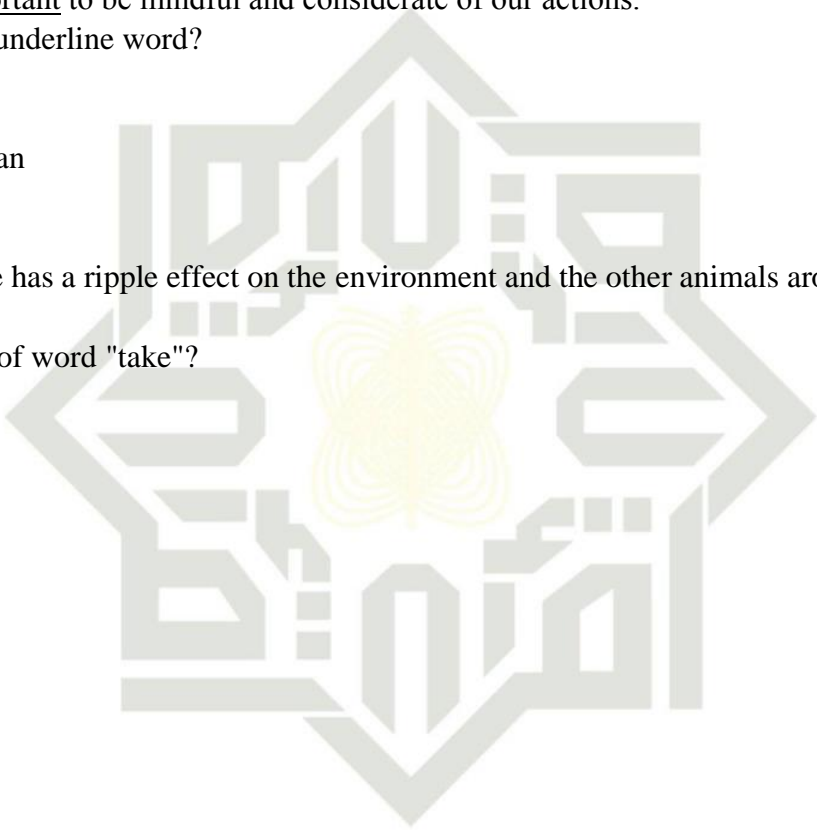 ortant to be mindful and considerate of our actions.
underline word?
an
e has a ripple effect on the environment and the other animals aro
of word "take"?